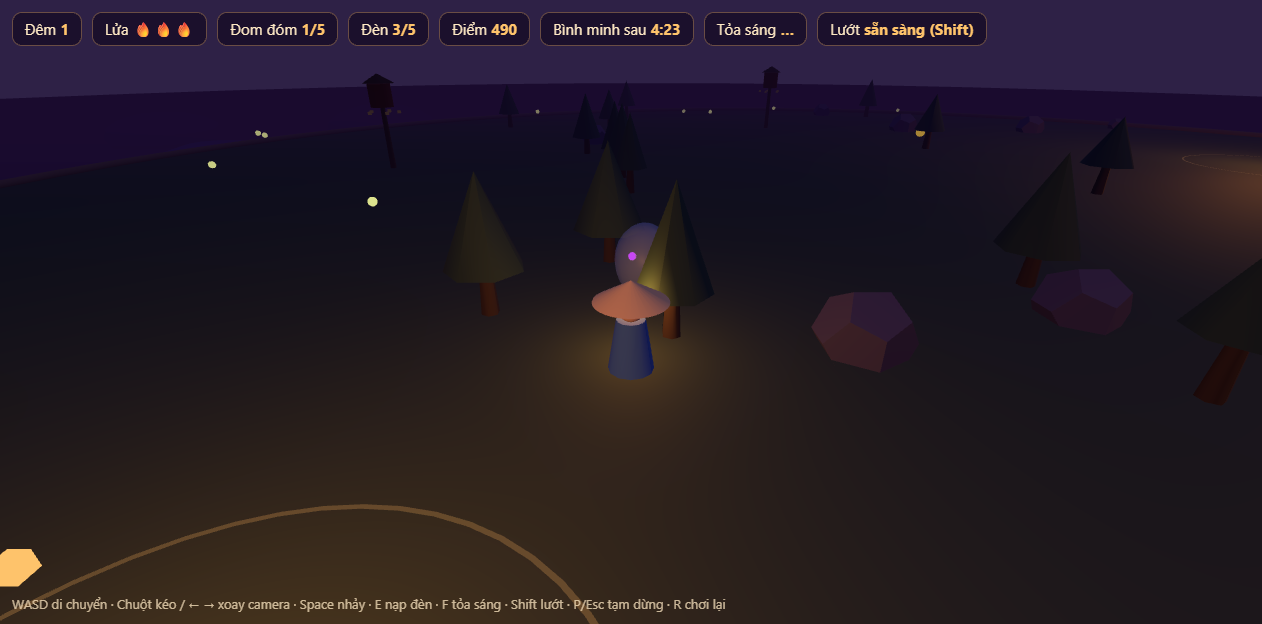 Đêm 1 Lửa 🔥 🔥 🔥 Đom đóm 1/5 Đèn 3/5 Điểm 490 Bình minh sau 4:23 Tỏa sáng ... Lướt sẵn sàng (Shift)
WASD di chuyển · Chuột kéo / ← → xoay camera · Space nhảy · E nạp đèn · F tỏa sáng · Shift lướt · P/Esc tạm dừng · R chơi lại